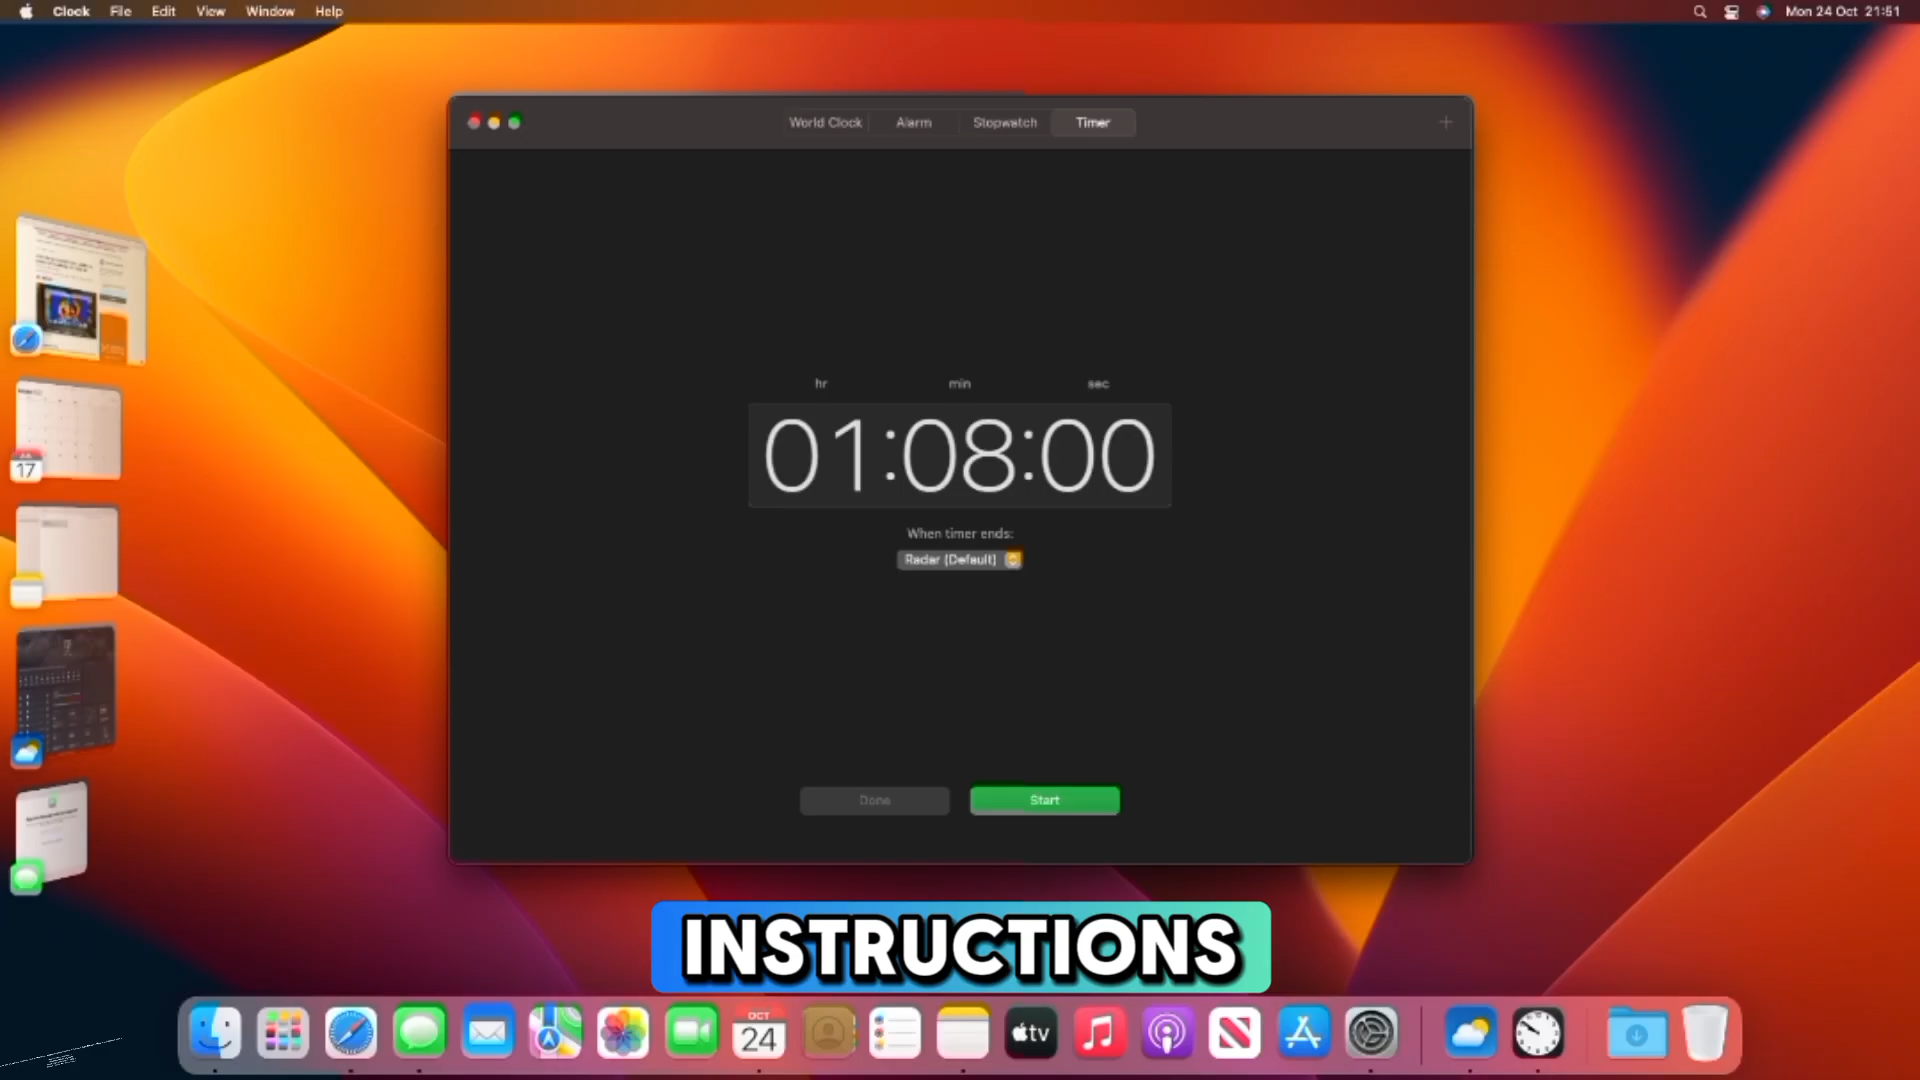 Clock File Edit View Window Help
Mon 24 Oct 21:51
World Clock Alarm Stopwatch Timer
hr min sec
01:08:00
When timer ends:
Radar (Default)
Done Start
17
INSTRUCTIONS
OCT
24
tv